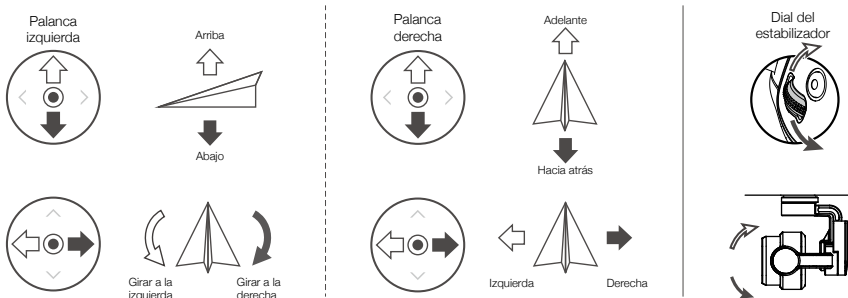 Palanca
izquierda
Arriba
Abajo
Girar a la
izquierda
Girar a la
derecha
Palanca
derecha
Adelante
Hacia atrás
Izquierda
Derecha
Dial del
estabilizador